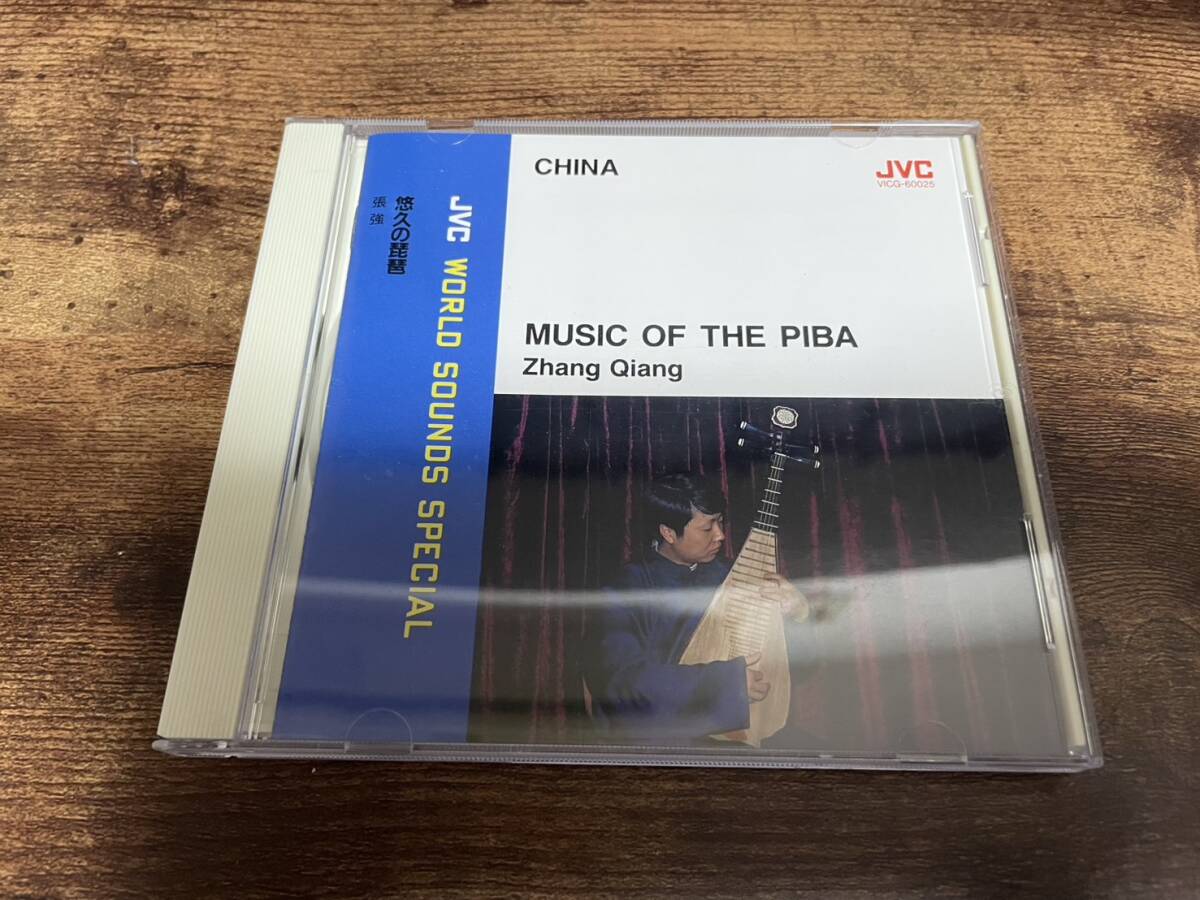 CHINA
JVC
VICG-60025
MUSIC OF THE PIBA
Zhang Qiang
JVC WORLD SOUNDS SPECIAL
悠久の琵琶
張強